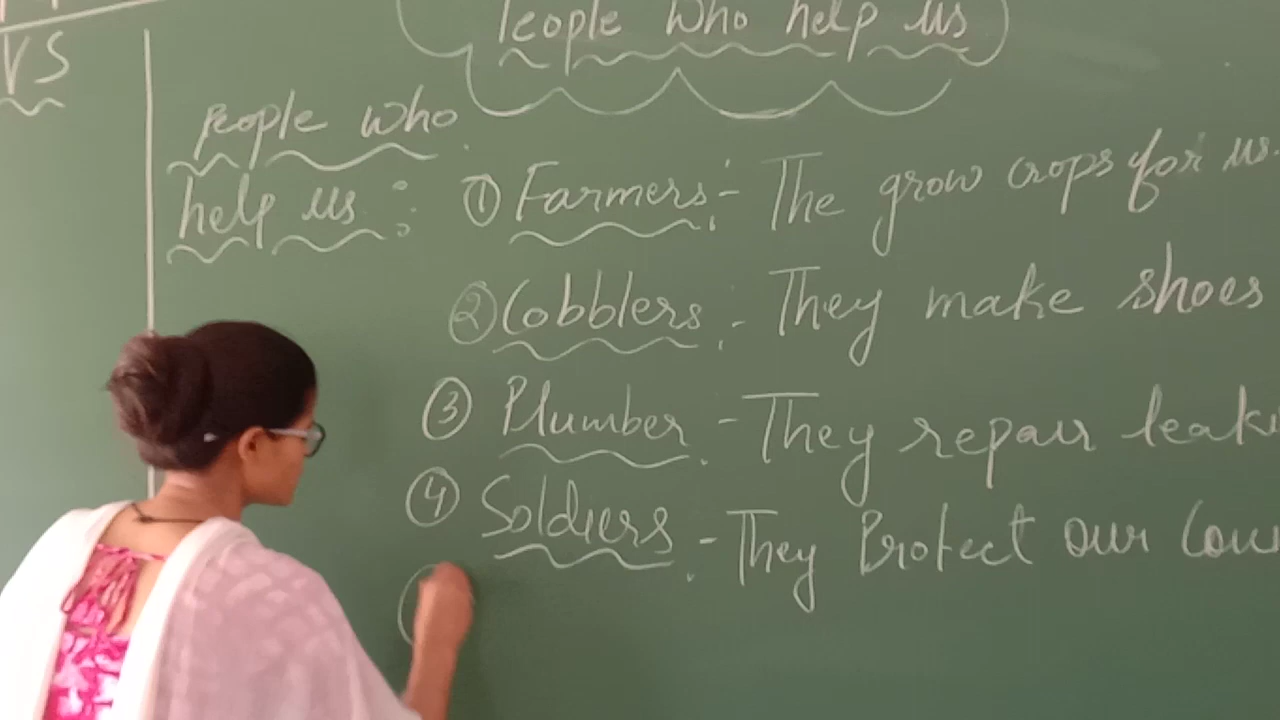 VS
People Who help us
People who
help us :
① Farmers :- The grow crops for us.
② Cobblers :- They make shoes
③ Plumber - They repair leaki
④ Soldiers - They Protect our Cou